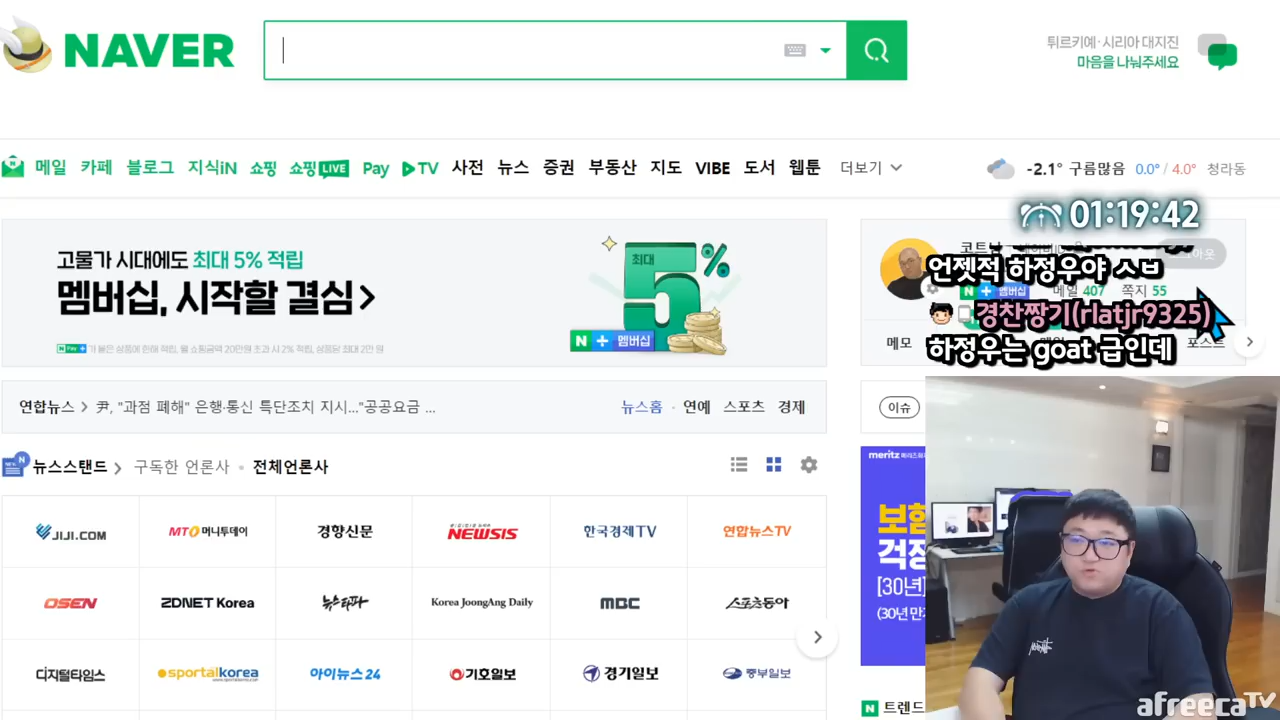 NAVER
튀르키예·시리아 대지진
마음을 나눠주세요
메일 카페 블로그 지식iN 쇼핑 쇼핑LIVE Pay TV 사전 뉴스 증권 부동산 지도 VIBE 도서 웹툰 더보기
-2.1° 구름많음 0.0° / 4.0° 청라동
01:19:42
고물가 시대에도 최대 5% 적립
멤버십, 시작할 결심
최대
5%
N + 멤버십
언젯적 하정우야 ㅅㅂ
N + 멤버십 메일 407 쪽지 55
경찬짱기(rlatjr9325)
메모
하정우는 goat 급인데
포스트
연합뉴스 尹, "과점 폐해" 은행·통신 특단조치 지시..."공공요금 ...
뉴스홈 · 연예 스포츠 경제
이슈
뉴스스탠드 구독한 언론사 전체언론사
JIJI.COM MTO 머니투데이 경향신문 NEWSIS 한국경제TV 연합뉴스TV
OSEN ZDNET Korea 뉴스타파 Korea JoongAng Daily MBC 스포츠동아
디지털타임스 sportalkorea 아이뉴스24 기호일보 경기일보 중부일보
meritz
보험
걱정
[30년]
(30년 만
N 트렌드
afreecaTV